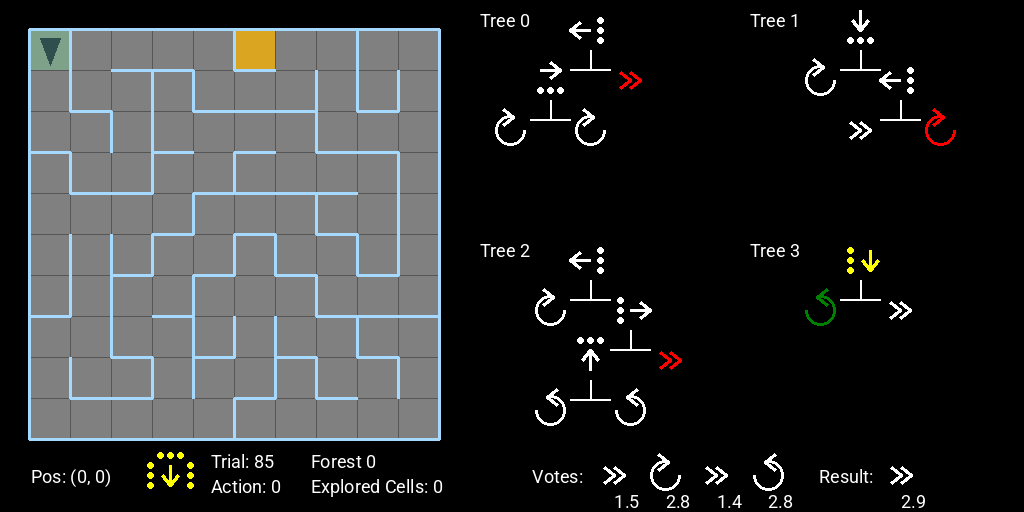 Tree 0
Tree 1
Tree 2
Tree 3
Pos: (0, 0)
Trial: 85
Forest 0
Action: 0
Explored Cells: 0
Votes:
1.5
2.8
1.4
2.8
Result:
2.9